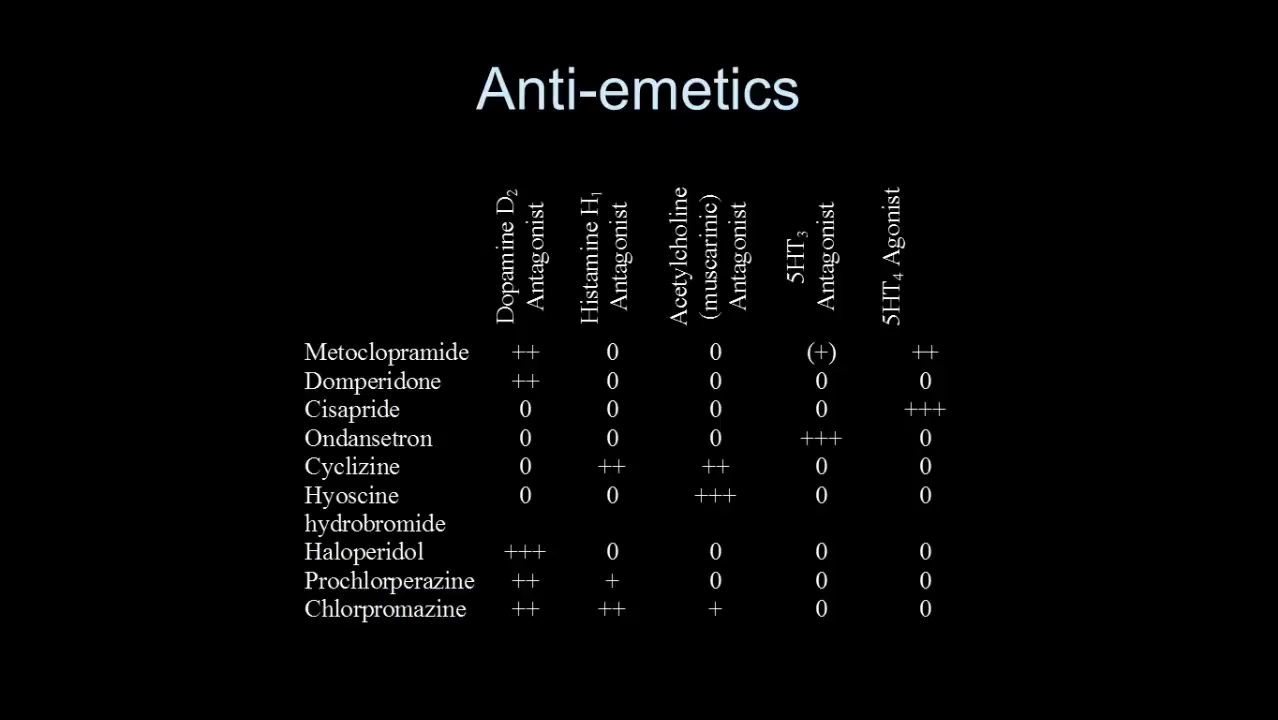 Anti-emetics
Dopamine D₂
Antagonist
Histamine H₁
Antagonist
Acetylcholine
(muscarinic)
Antagonist
5HT₃
Antagonist
5HT₄ Agonist
Metoclopramide ++ 0 0 (+) ++
Domperidone ++ 0 0 0 0
Cisapride 0 0 0 0 +++
Ondansetron 0 0 0 +++ 0
Cyclizine 0 ++ ++ 0 0
Hyoscine 0 0 +++ 0 0
hydrobromide
Haloperidol +++ 0 0 0 0
Prochlorperazine ++ + 0 0 0
Chlorpromazine ++ ++ + 0 0